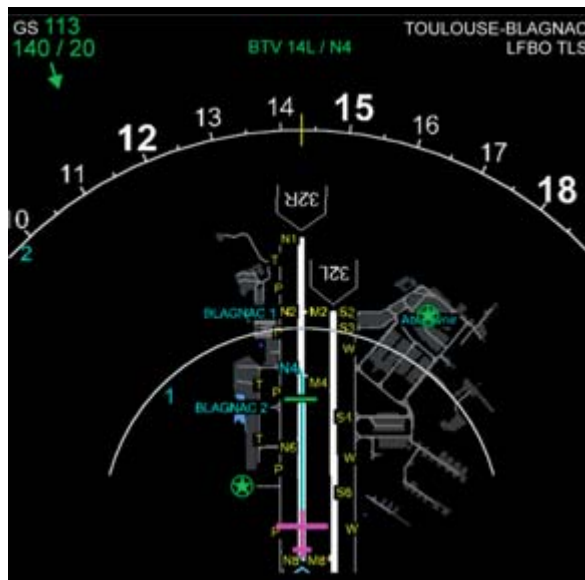 GS 113
TOULOUSE-BLAGNAC
140 / 20
BTV 14L / N4
LFBO TLS
10
11
12
13
14
15
16
17
18
2
32R
32L
N1
T
P
BLAGNAC 1
N2
M2
S2
P
S3
W
N4
1
T
P
M4
BLAGNAC 2
S4
T
N6
P
W
S6
P
W
N8
M8